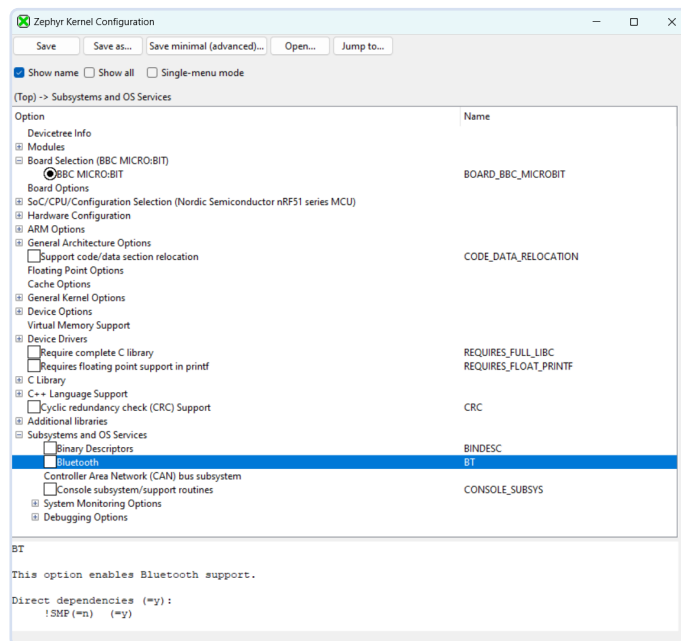 Zephyr Kernel Configuration
Save Save as... Save minimal (advanced)... Open... Jump to...
Show name Show all Single-menu mode
(Top) -> Subsystems and OS Services
Option Name
Devicetree Info
Modules
Board Selection (BBC MICRO:BIT)
BBC MICRO:BIT BOARD_BBC_MICROBIT
Board Options
SoC/CPU/Configuration Selection (Nordic Semiconductor nRF51 series MCU)
Hardware Configuration
ARM Options
General Architecture Options
Support code/data section relocation CODE_DATA_RELOCATION
Floating Point Options
Cache Options
General Kernel Options
Device Options
Virtual Memory Support
Device Drivers
Require complete C library REQUIRES_FULL_LIBC
Requires floating point support in printf REQUIRES_FLOAT_PRINTF
C Library
C++ Language Support
Cyclic redundancy check (CRC) Support CRC
Additional libraries
Subsystems and OS Services
Binary Descriptors BINDESC
Bluetooth BT
Controller Area Network (CAN) bus subsystem
Console subsystem/support routines CONSOLE_SUBSYS
System Monitoring Options
Debugging Options
BT
This option enables Bluetooth support.
Direct dependencies (=y):
!SMP(=n) (=y)